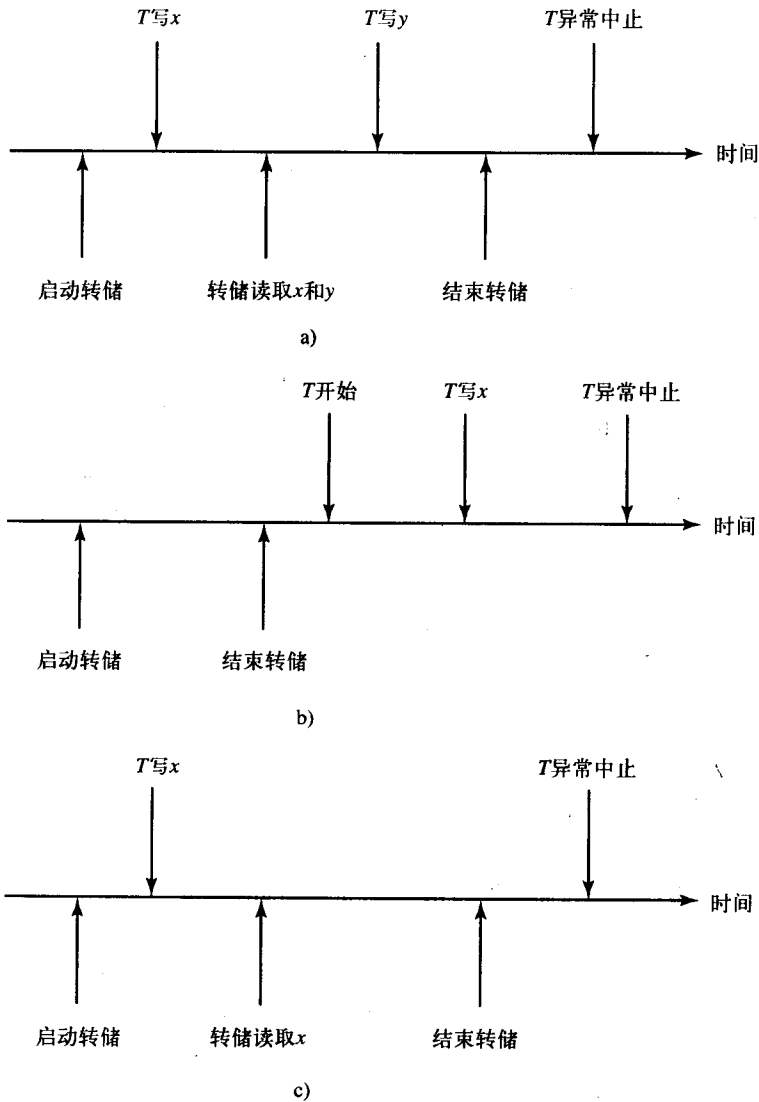 T写x T写y T异常中止
时间
启动转储 转储读取x和y 结束转储
a)
T开始 T写x T异常中止
时间
启动转储 结束转储
b)
T写x T异常中止
时间
启动转储 转储读取x 结束转储
c)